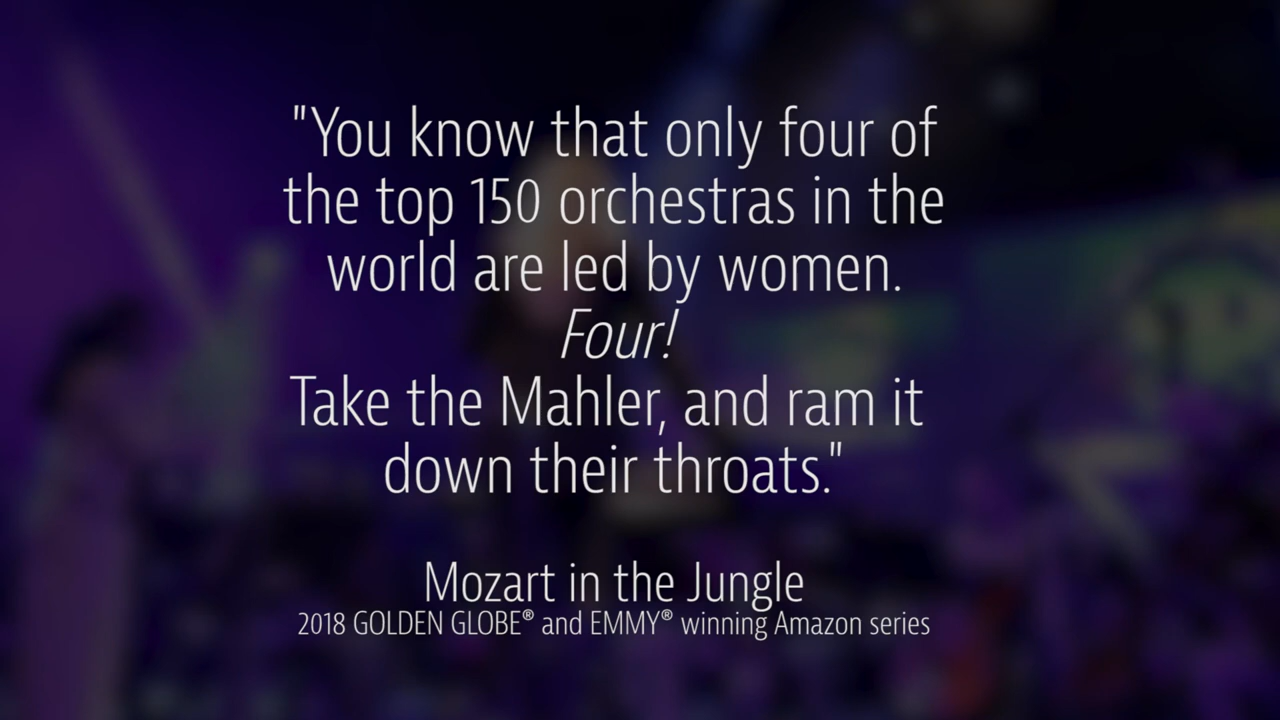 "You know that only four of
the top 150 orchestras in the
world are led by women.
Four!
Take the Mahler, and ram it
down their throats."
Mozart in the Jungle
2018 GOLDEN GLOBE® and EMMY® winning Amazon series